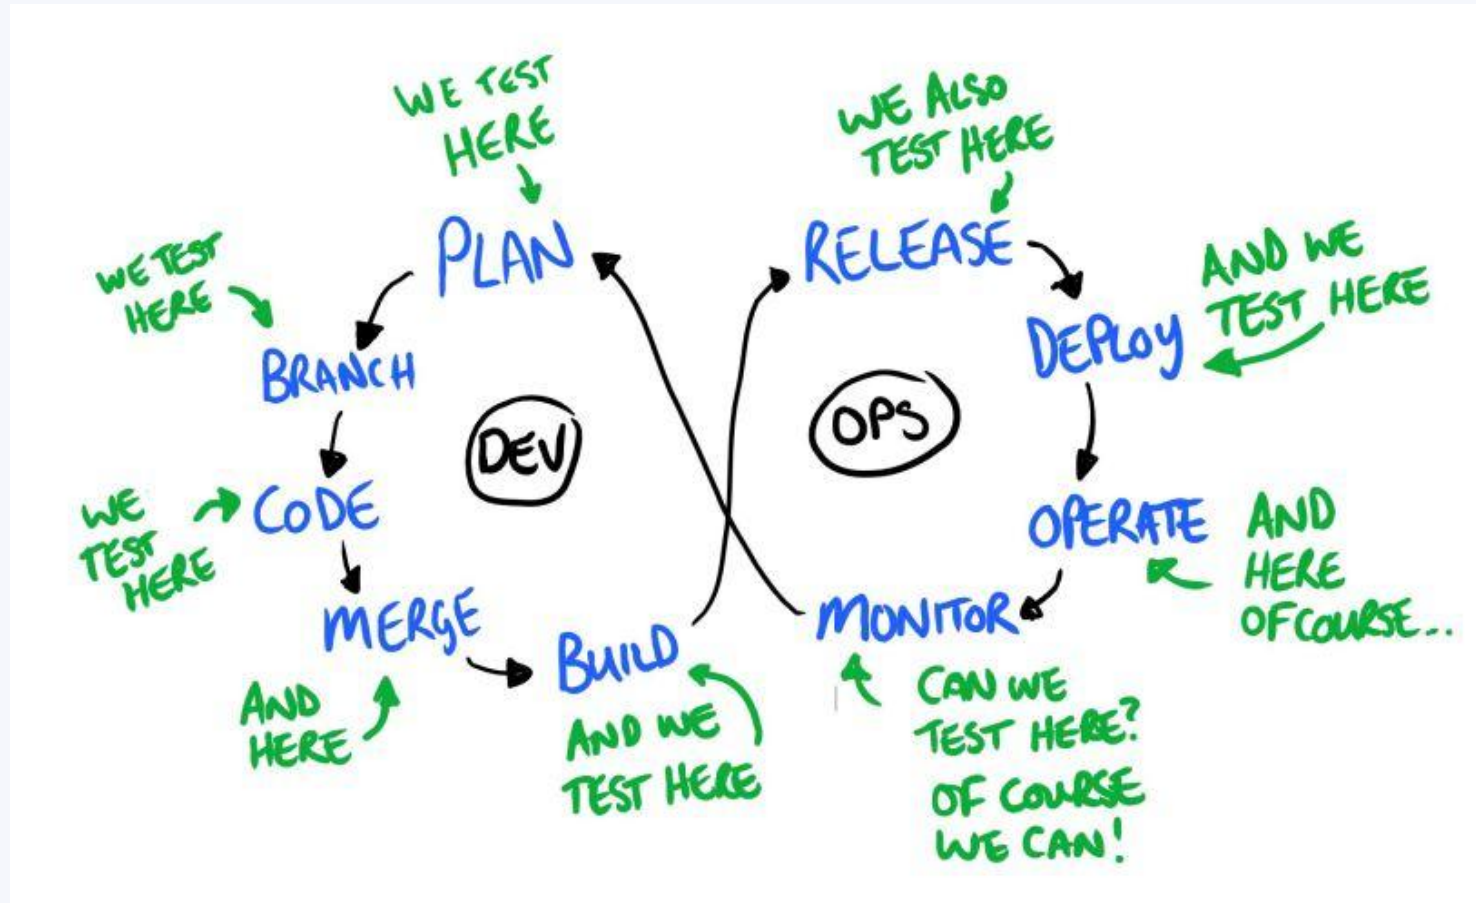 WE TEST
HERE
PLAN
WE TEST
HERE
BRANCH
WE
TEST
HERE
CODE
AND
HERE
MERGE
BUILD
AND WE
TEST HERE
DEV
WE ALSO
TEST HERE
RELEASE
AND WE
TEST HERE
DEPLOY
OPS
OPERATE
AND
HERE
OFCOURSE...
MONITOR
CAN WE
TEST HERE?
OF COURSE
WE CAN!